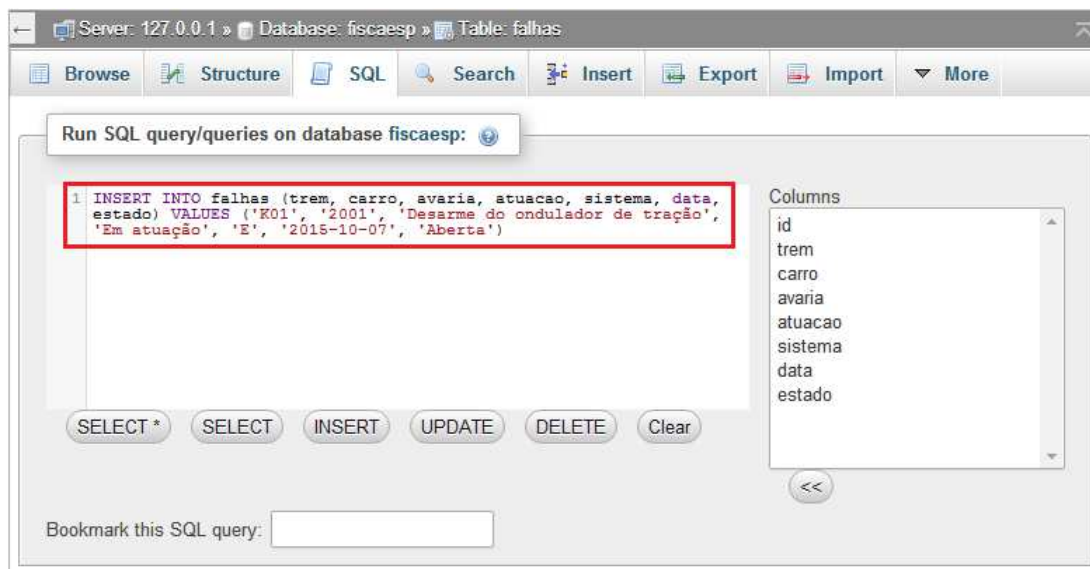 Server: 127.0.0.1 » Database: fiscaesp » Table: falhas
Browse Structure SQL Search Insert Export Import More
Run SQL query/queries on database fiscaesp:
1 INSERT INTO falhas (trem, carro, avaria, atuacao, sistema, data,
estado) VALUES ('K01', '2001', 'Desarme do ondulador de tração',
'Em atuação', 'E', '2015-10-07', 'Aberta')
Columns
id
trem
carro
avaria
atuacao
sistema
data
estado
SELECT * SELECT INSERT UPDATE DELETE Clear
<<
Bookmark this SQL query: